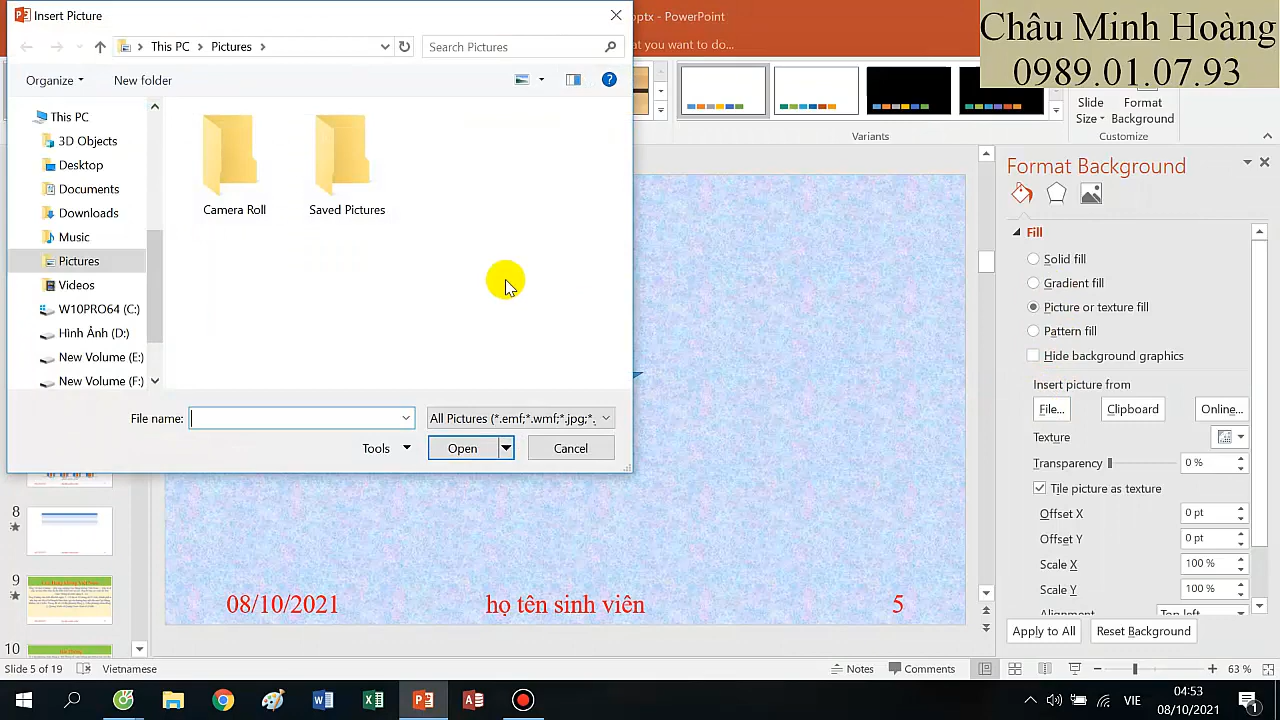 Insert Picture
ptx - PowerPoint
Châu Minh Hoàng
0989.01.07.93
This PC
Pictures
Search Pictures
at you want to do...
Organize
New folder
Slide Size
Format Background
Variants
Customize
This PC
3D Objects
Desktop
Documents
Downloads
Music
Pictures
Videos
W10PRO64 (C:)
Hình Ảnh (D:)
New Volume (E:)
New Volume (F:)
Camera Roll
Saved Pictures
File name:
All Pictures (*.emf;*.wmf;*.jpg;*.
Tools
Open
Cancel
Format Background
Fill
Solid fill
Gradient fill
Picture or texture fill
Pattern fill
Hide background graphics
Insert picture from
File...
Clipboard
Online...
Texture
Transparency
0 %
Tile picture as texture
Offset X
0 pt
Offset Y
0 pt
Scale X
100 %
Scale Y
100 %
Alignment
Top left
Apply to All
Reset Background
8
9
10
08/10/2021
họ tên sinh viên
5
Slide 5 of 19
Vietnamese
Notes
Comments
63 %
VIE
04:53
08/10/2021
1